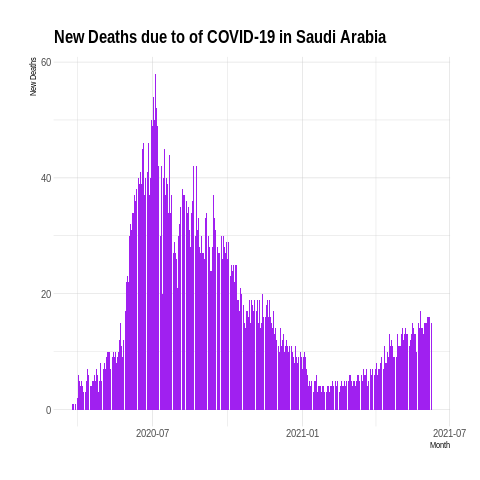 New Deaths due to of COVID-19 in Saudi Arabia
New Deaths
60
40
20
0
2020-07
2021-01
2021-07
Month